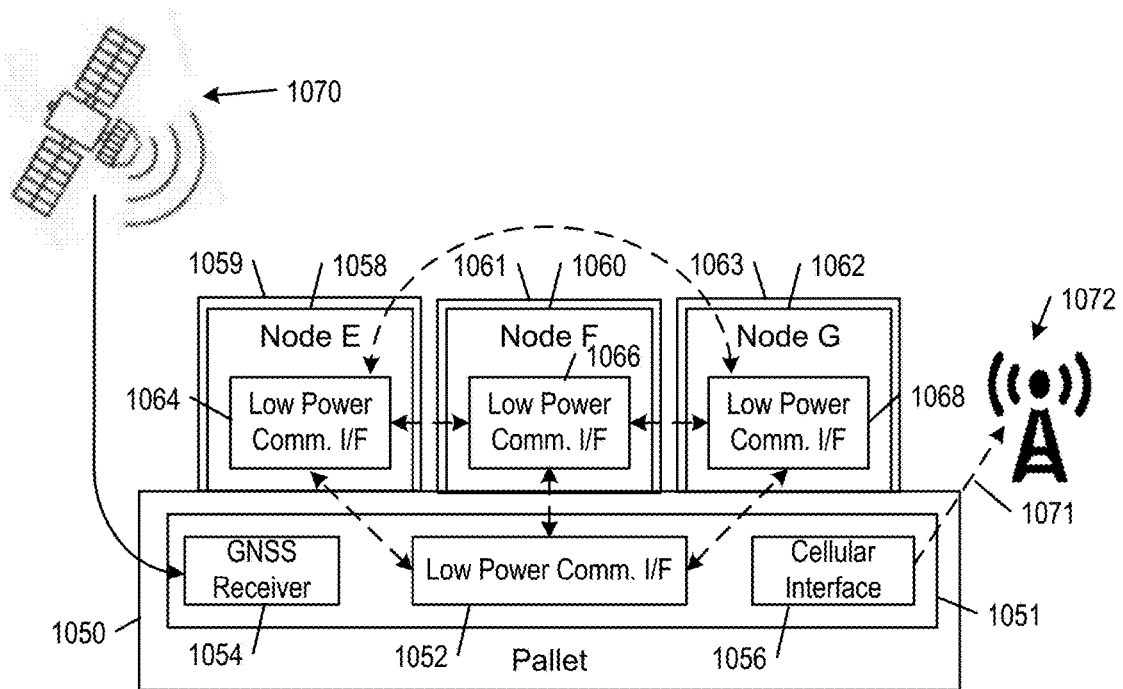 1070
1059
1058
1061
1060
1063
1062
1072
Node E
Node F
Node G
1066
1064
Low Power
Comm. I/F
Low Power
Comm. I/F
Low Power
Comm. I/F
1068
1071
GNSS
Receiver
Low Power Comm. I/F
Cellular
Interface
1051
1050
1054
1052
Pallet
1056